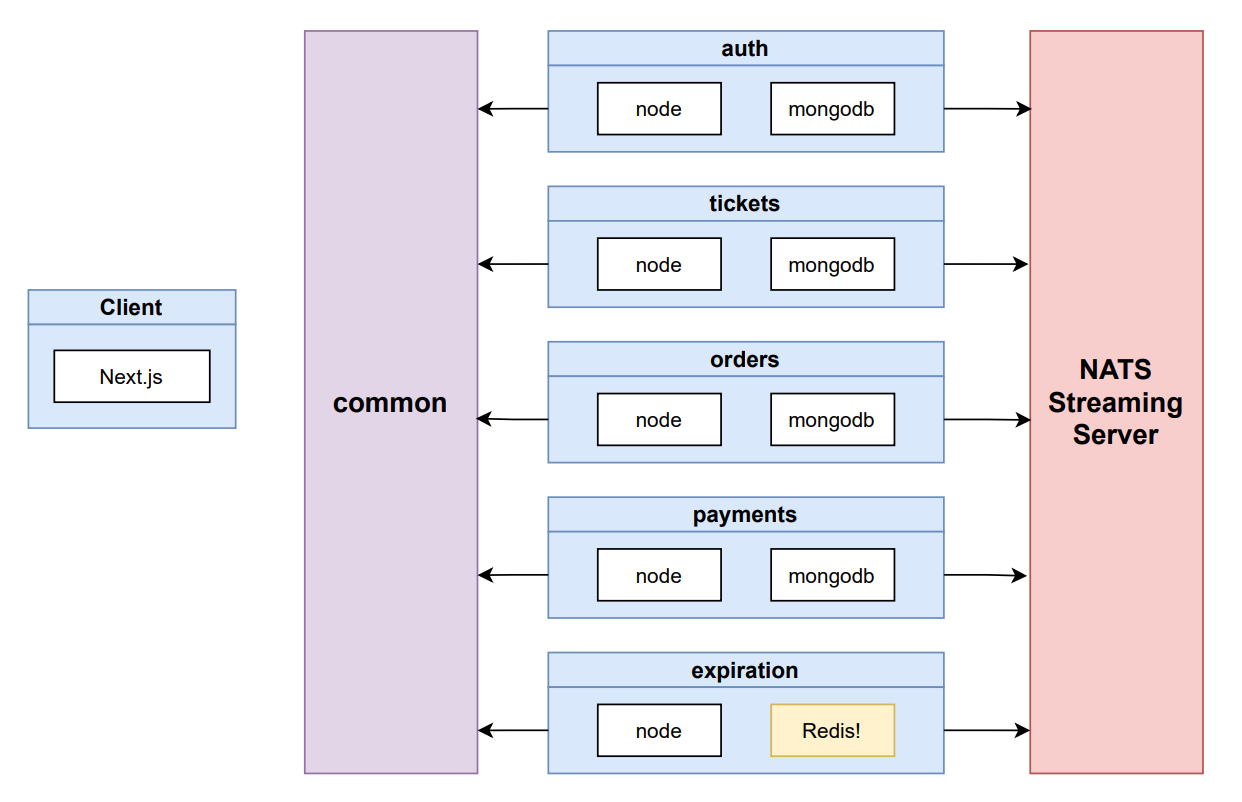 Client
Next.js
common
auth
node
mongodb
tickets
node
mongodb
orders
node
mongodb
payments
node
mongodb
expiration
node
Redis!
NATS
Streaming
Server